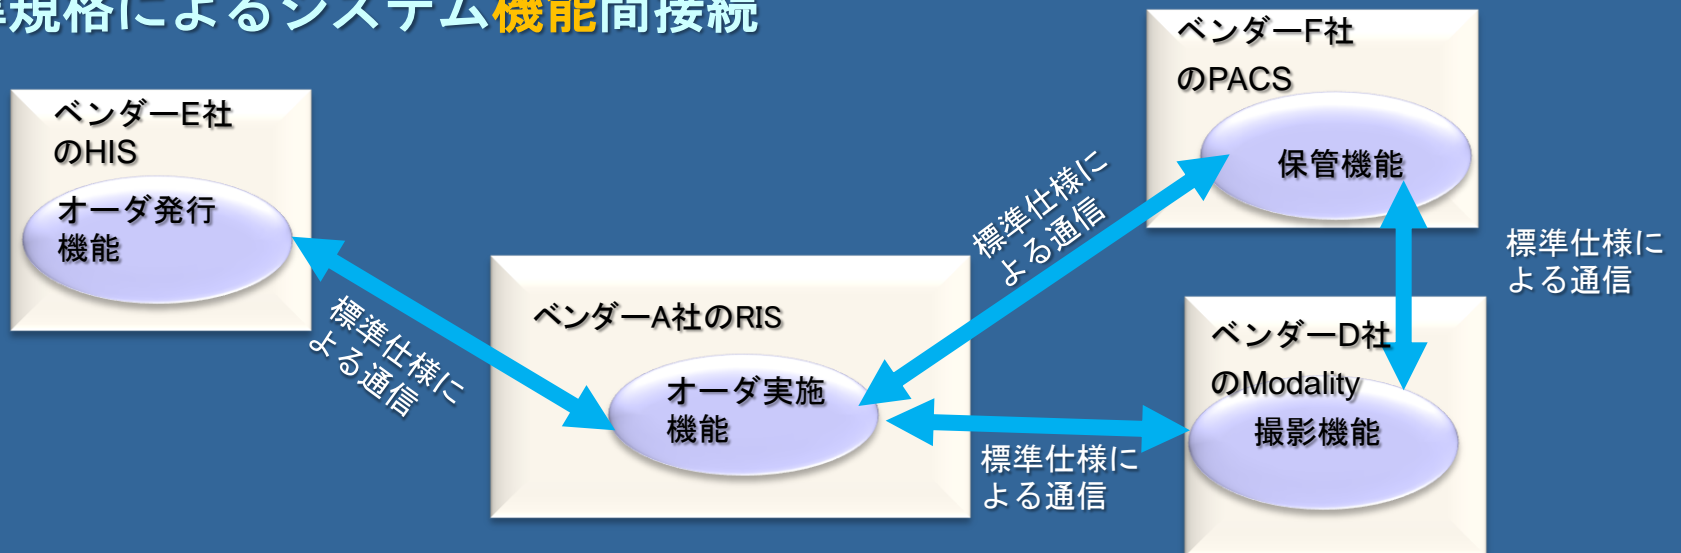 規格によるシステム機能間接続
ベンダーE社
のHIS
オーダ発行
機能
標準仕様に
よる通信
ベンダーA社のRIS
オーダ実施
機能
標準仕様に
よる通信
標準仕様に
よる通信
ベンダーF社
のPACS
保管機能
標準仕様に
よる通信
ベンダーD社
のModality
撮影機能